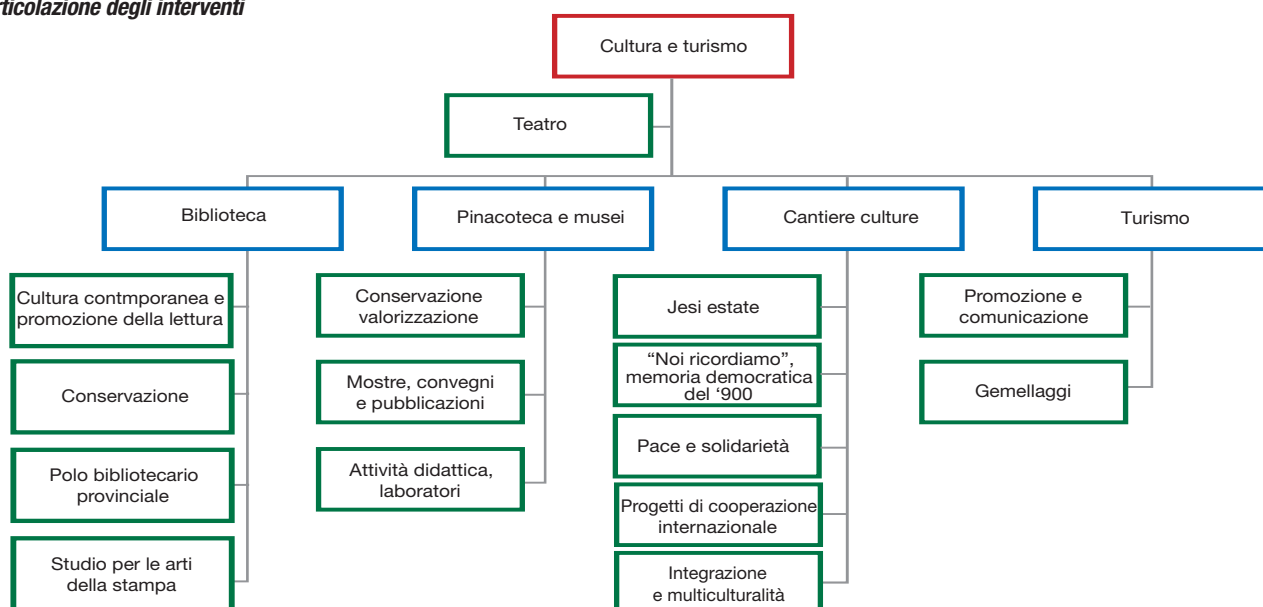 rticolazione degli interventi
Cultura e turismo
Teatro
Biblioteca
Pinacoteca e musei
Cantiere culture
Turismo
Cultura contmporanea e
promozione della lettura
Conservazione
Polo bibliotecario
provinciale
Studio per le arti
della stampa
Conservazione
valorizzazione
Mostre, convegni
e pubblicazioni
Attività didattica,
laboratori
Jesi estate
“Noi ricordiamo”,
memoria democratica
del ‘900
Pace e solidarietà
Progetti di cooperazione
internazionale
Integrazione
e multiculturalità
Promozione e
comunicazione
Gemellaggi